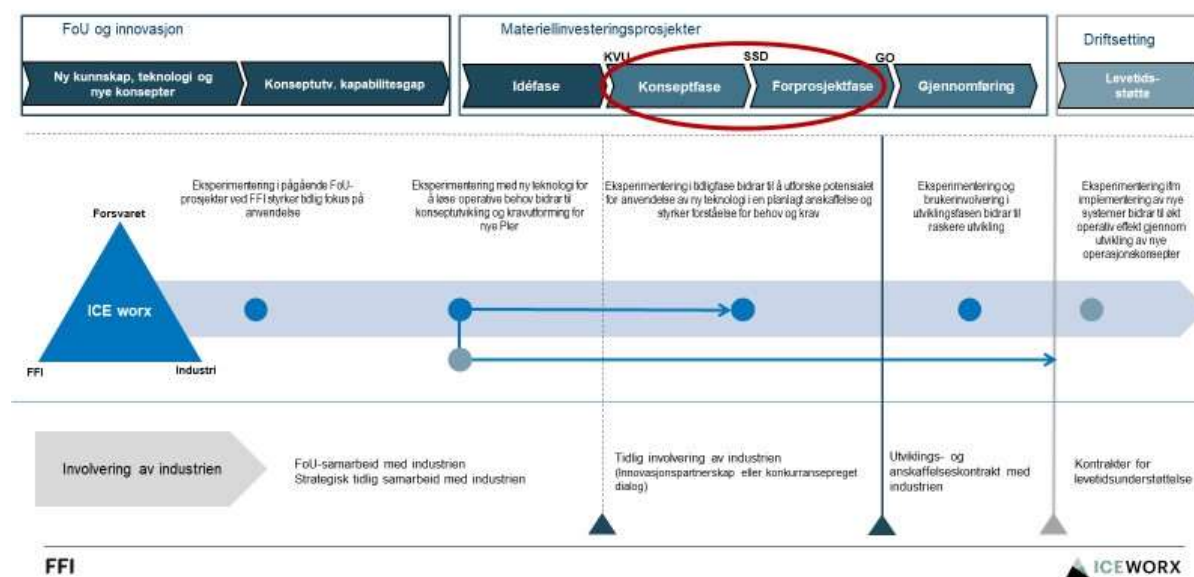 FoU og innovasjon
Ny kunnskap, teknologi og
nye konsepter
Konseptutv. kapabilitesgap
Materiellinvesteringsprosjekter
KVU
SSD
GO
Idéfase
Konseptfase
Forprosjektfase
Gjennomføring
Driftsetting
Levetids-
støtte
Eksperimentering i pågående FoU-
prosjekter ved FFI styrker tidlig fokus på
anvendelse
Eksperimentering med ny teknologi for
å løse operative behov bidrar til
konseptutvikling og kravutforming for
nye PIer
Eksperimentering i tidligfase bidrar til å utforske potensialet
for anvendelse av ny teknologi i en planlagt anskaffelse og
styrker forståelse for behov og krav
Eksperimentering og
brukerinvolvering i
utviklingsfasen bidrar til
raskere utvikling
Eksperimentering ifm
implementering av nye
systemer bidrar til økt
operativ effekt gjennom
utvikling av nye
operasjonskonsepter
Forsvaret
ICE worx
FFI
Industri
Involvering av industrien
FoU-samarbeid med industrien
Strategisk tidlig samarbeid med industrien
Tidlig involvering av industrien
(Innovasjonspartnerskap eller konkurransepreget
dialog)
Utviklings- og
anskaffelseskontrakt med
industrien
Kontrakter for
levetidsunderstøttelse
FFI
ICEWORX